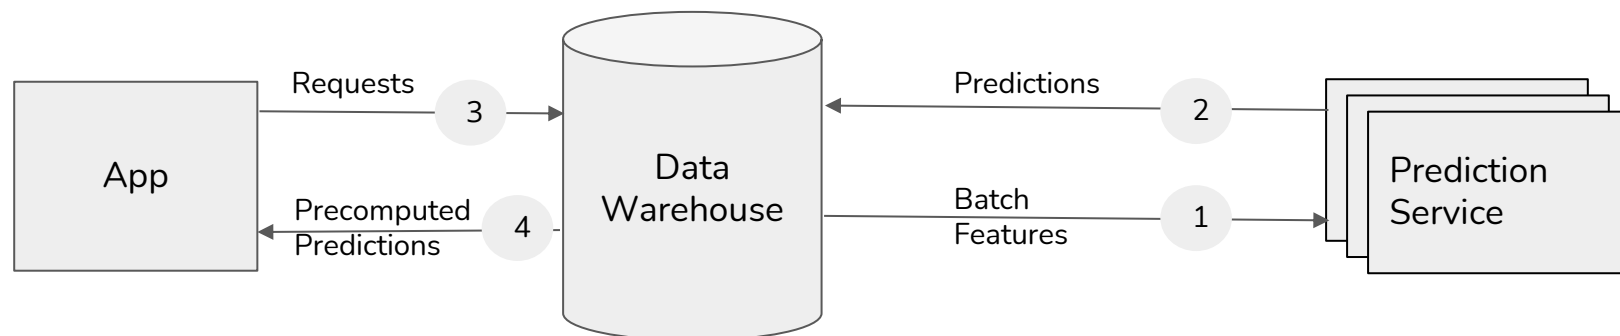 Requests
3
App
Precomputed
Predictions
4
Data
Warehouse
Predictions
2
Batch
Features
1
Prediction
Service